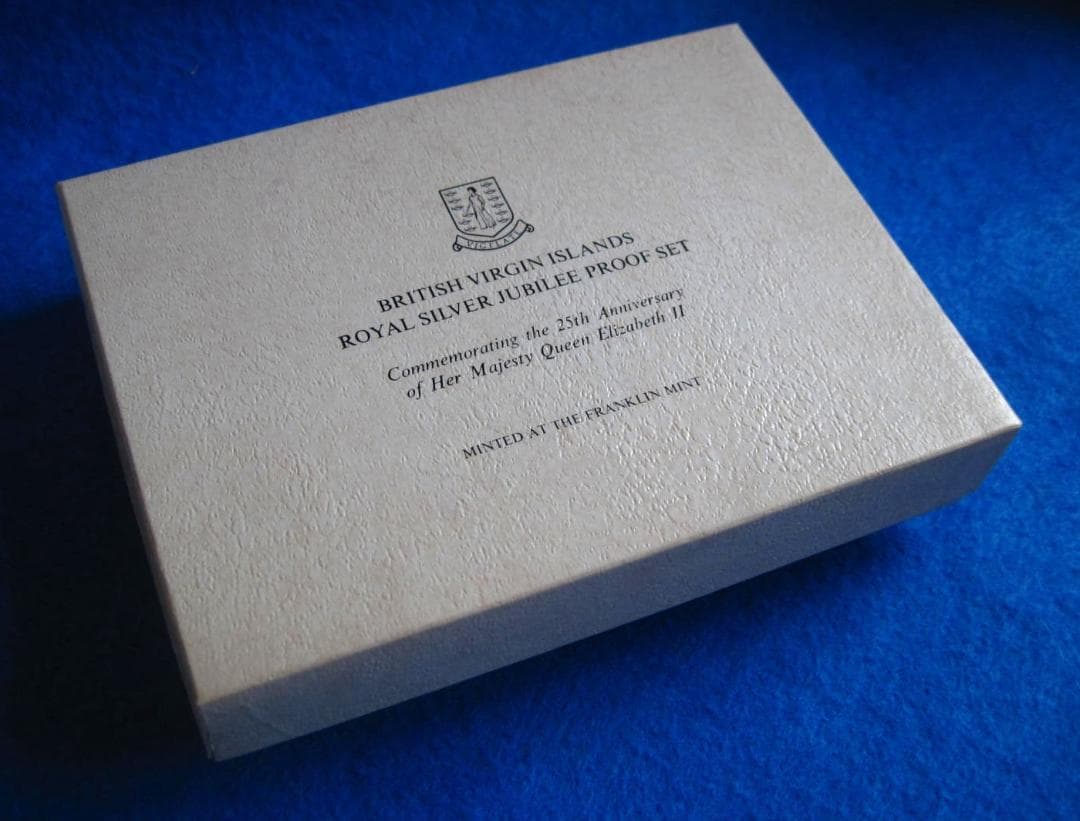 VIGILATE
BRITISH VIRGIN ISLANDS
ROYAL SILVER JUBILEE PROOF SET
Commemorating the 25th Anniversary
of Her Majesty Queen Elizabeth II
MINTED AT THE FRANKLIN MINT